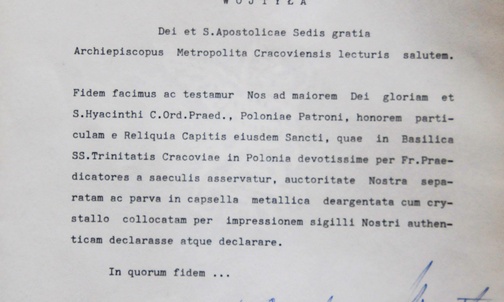 WOJTYŁA
Dei et S.Apostolicae Sedis gratia
Archiepiscopus Metropolita Cracoviensis lecturis salutem.
Fidem facimus ac testamur Nos ad maiorem Dei gloriam et
S.Hyacinthi C.Ord.Praed., Poloniae Patroni, honorem parti-
culam e Reliquia Capitis eiusdem Sancti, quae in Basilica
SS.Trinitatis Cracoviae in Polonia devotissime per Fr.Prae-
dicatores a saeculis asservatur, auctoritate Nostra sepa-
ratam ac parva in capsella metallica deargentata cum cry-
stallo collocatam per impressionem sigilli Nostri authen-
ticam declarasse atque declarare.
In quorum fidem ...